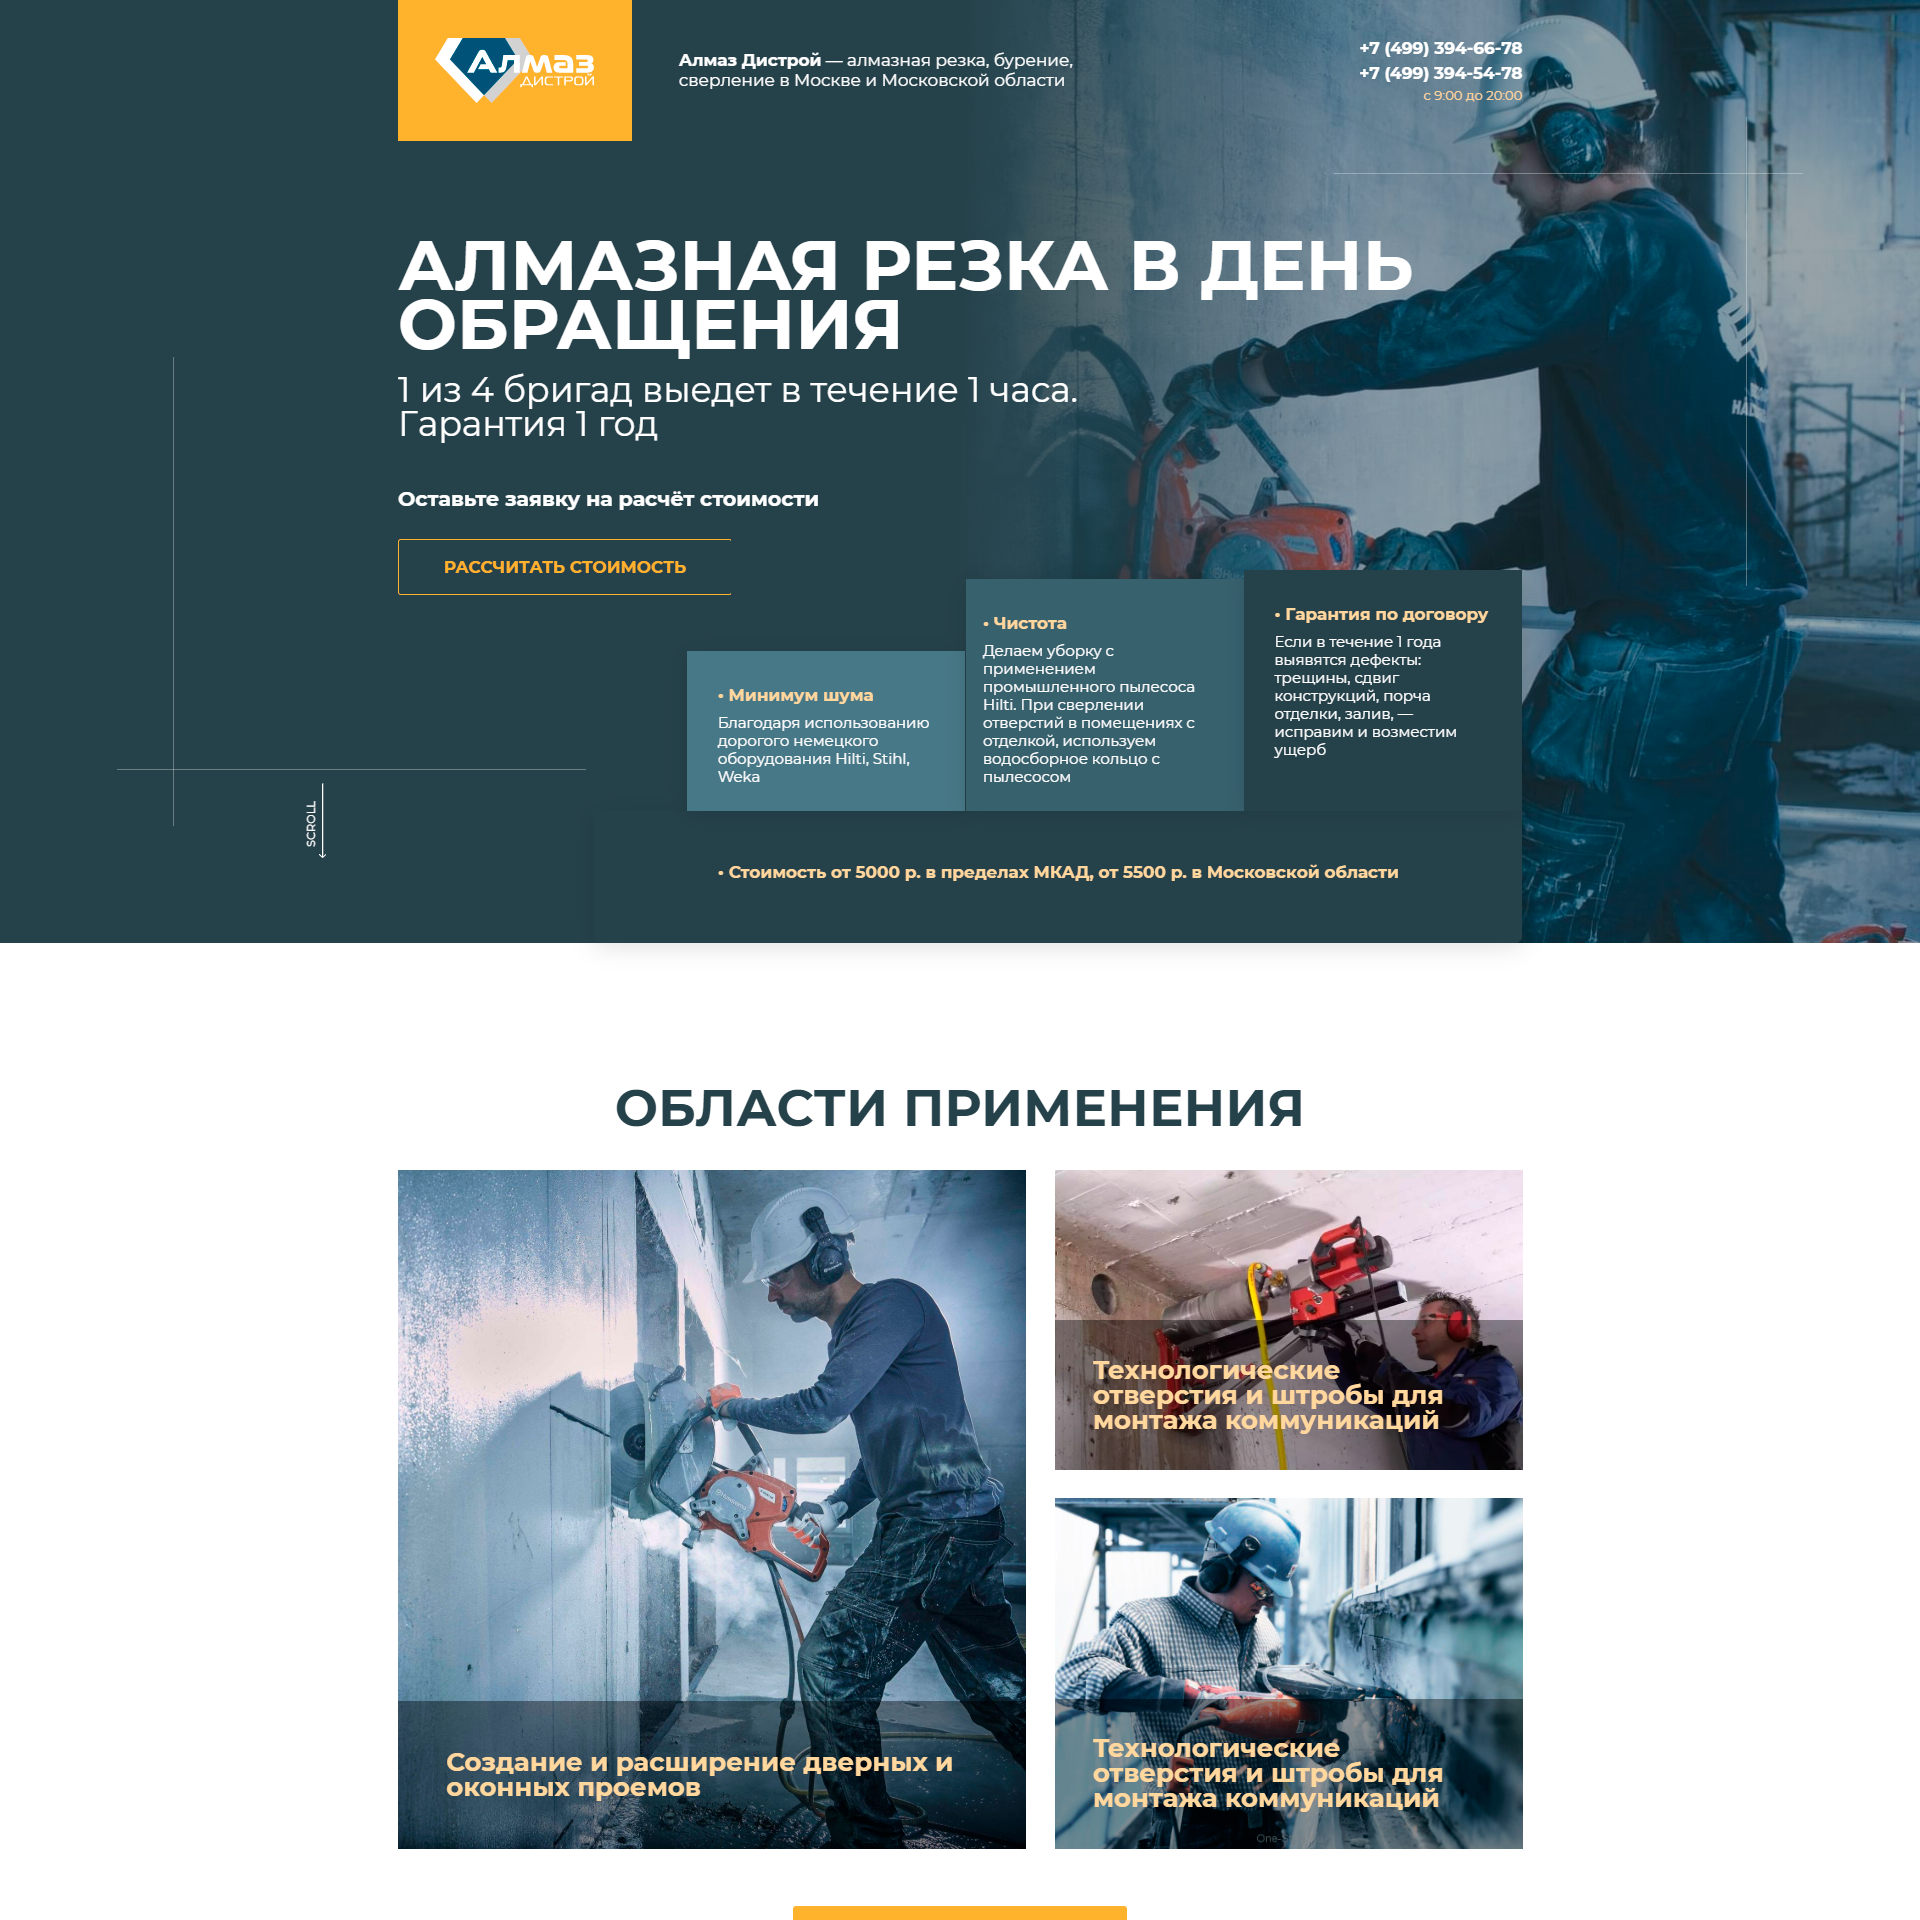 Алмаз
ДИСТРОЙ
Алмаз Дистрой — алмазная резка, бурение,
сверление в Москве и Московской области
+7 (499) 394-66-78
+7 (499) 394-54-78
с 9:00 до 20:00
АЛМАЗНАЯ РЕЗКА В ДЕНЬ
ОБРАЩЕНИЯ
1 из 4 бригад выедет в течение 1 часа.
Гарантия 1 год
Оставьте заявку на расчёт стоимости
РАССЧИТАТЬ СТОИМОСТЬ
• Минимум шума
Благодаря использованию
дорогого немецкого
оборудования Hilti, Stihl,
Weka
• Чистота
Делаем уборку с
применением
промышленного пылесоса
Hilti. При сверлении
отверстий в помещениях с
отделкой, используем
водосборное кольцо с
пылесосом
• Гарантия по договору
Если в течение 1 года
выявятся дефекты:
трещины, сдвиг
конструкций, порча
отделки, залив, —
исправим и возместим
ущерб
SCROLL
• Стоимость от 5000 р. в пределах МКАД, от 5500 р. в Московской области
ОБЛАСТИ ПРИМЕНЕНИЯ
Создание и расширение дверных и
оконных проемов
Технологические
отверстия и штробы для
монтажа коммуникаций
Технологические
отверстия и штробы для
монтажа коммуникаций